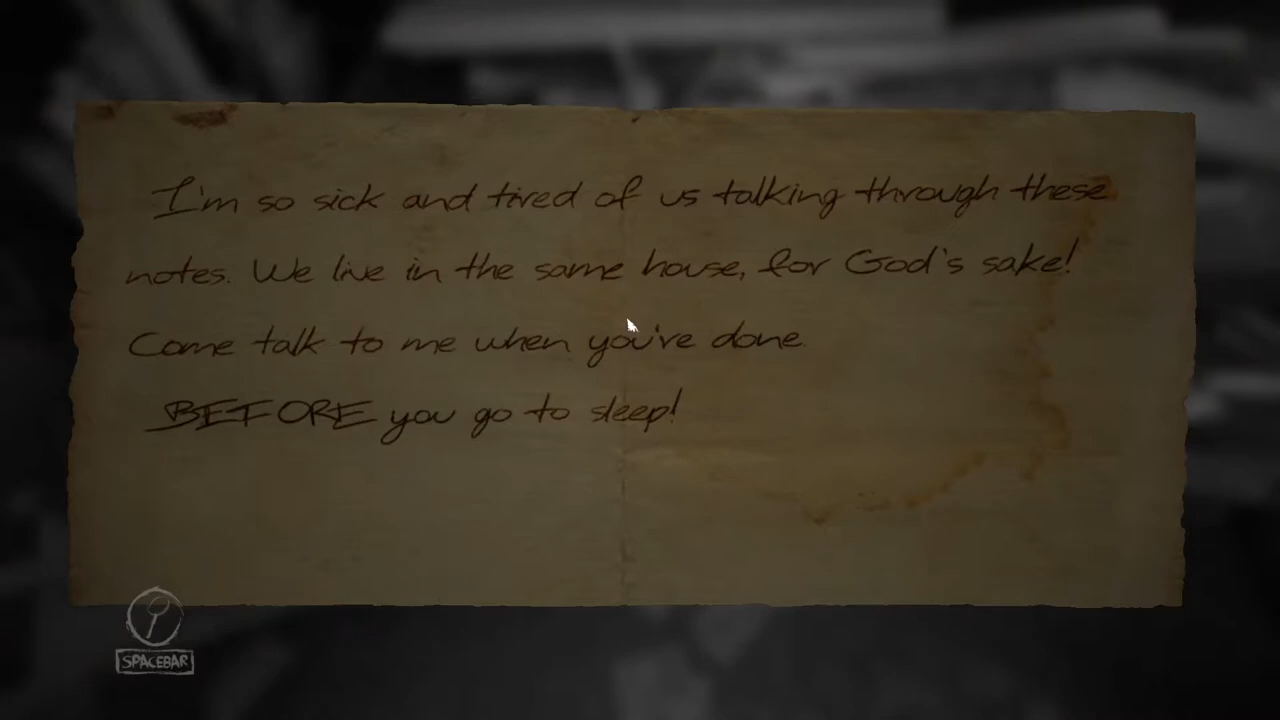 I'm so sick and tired of us talking through these
notes. We live in the same house, for God's sake!
Come talk to me when you've done.
BEFORE you go to sleep!
SPACEBAR